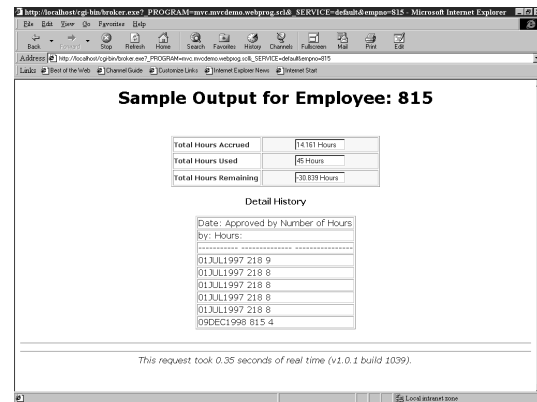 http://localhost/cgi-bin/broker.exe?_PROGRAM=mvc.mvcdemo.webprog.scl&_SERVICE=default&empno=815 - Microsoft Internet Explorer
File Edit View Go Favorites Help
Back Forward Stop Refresh Home Search Favorites History Channels Fullscreen Mail Print Edit
Address http://localhost/cgi-bin/broker.exe?_PROGRAM=mvc.mvcdemo.webprog.scl&_SERVICE=default&empno=815
Links Best of the Web Channel Guide Customize Links Internet Explorer News Internet Start
Sample Output for Employee: 815
Total Hours Accrued 14.161 Hours
Total Hours Used 45 Hours
Total Hours Remaining -30.839 Hours
Detail History
Date: Approved by Number of Hours
by: Hours:
----------- -------------- ----------------
01JUL1997 218 9
01JUL1997 218 8
01JUL1997 218 8
01JUL1997 218 8
01JUL1997 218 8
09DEC1998 815 4
This request took 0.35 seconds of real time (v1.0.1 build 1039).
Local intranet zone